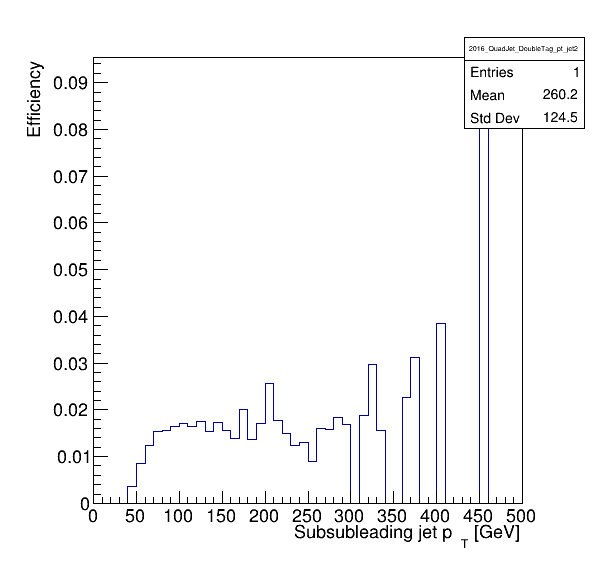 2016_QuadJet_DoubleTag_pt_jet2
Entries 1
Mean 260.2
Std Dev 124.5
Efficiency
0.09
0.08
0.07
0.06
0.05
0.04
0.03
0.02
0.01
0
0 50 100 150 200 250 300 350 400 450 500
Subsubleading jet p T [GeV]